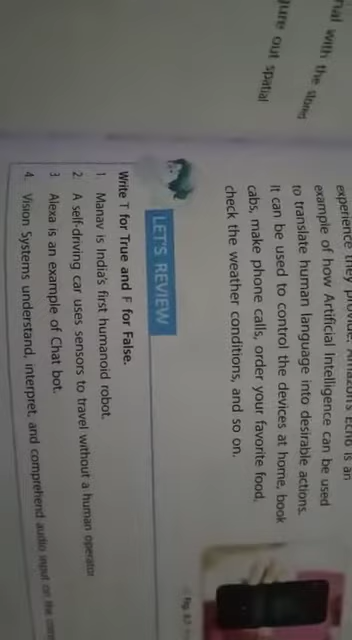 rial with the stones
gure out spatial
experience they provide. Amazon's Echo is an
example of how Artificial Intelligence can be used
to translate human language into desirable actions.
It can be used to control the devices at home, book
cabs, make phone calls, order your favorite food,
check the weather conditions, and so on.
LET'S REVIEW
Write T for True and F for False.
1. Manav is India's first humanoid robot.
2. A self-driving car uses sensors to travel without a human operator
3. Alexa is an example of Chat bot.
4. Vision Systems understand, interpret, and comprehend audio input on the